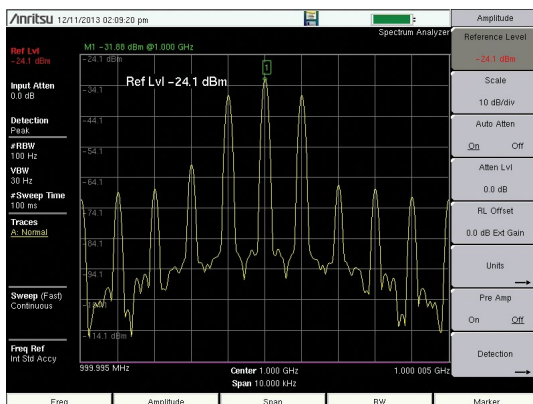 /inritsu 12/11/2013 02:09:20 pm
Spectrum Analyzer
Ref Lvl
-24.1 dBm
Input Atten
0.0 dB
Detection
Peak
#RBW
100 Hz
VBW
30 Hz
#Sweep Time
100 ms
Traces
A: Normal
Sweep (Fast)
Continuous
Freq Ref
Int Std Accy
M1 -31.88 dBm @1.000 GHz
-24.1 dBm
Ref Lvl -24.1 dBm
1
-34.1
-44.1
-54.1
-64.1
-74.1
-84.1
-94.1
-114.1 dBm
999.995 MHz
Center 1.000 GHz
1.000 005 GHz
Span 10.000 kHz
Amplitude
Reference Level
-24.1 dBm
Scale
10 dB/div
Auto Atten
On Off
Atten Lvl
0.0 dB
RL Offset
0.0 dB Ext Gain
Units
Pre Amp
On Off
Detection
Freq Amplitude Span BW Marker